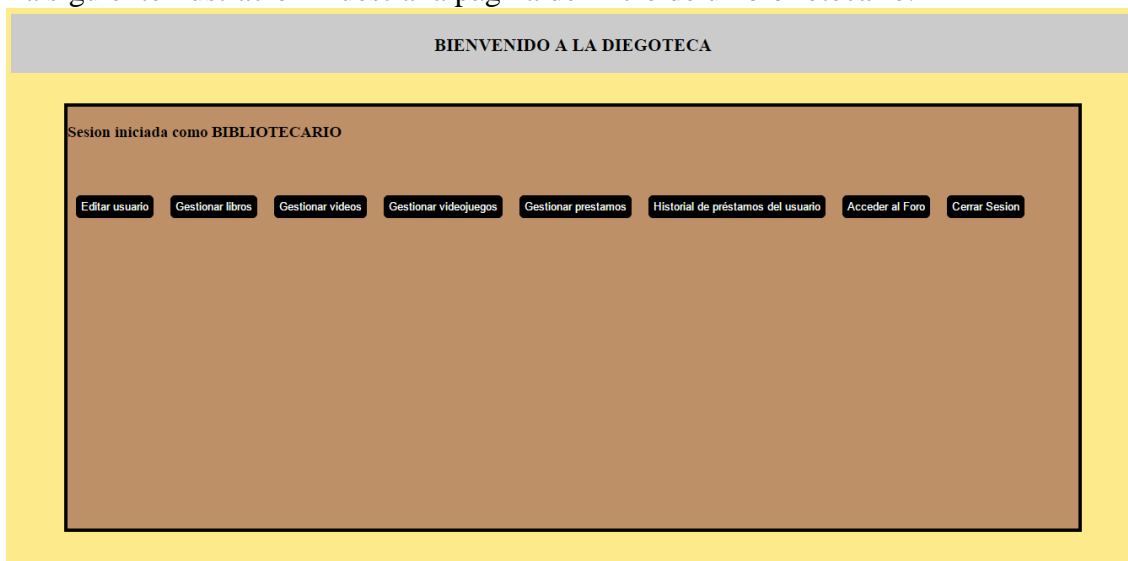 BIENVENIDO A LA DIEGOTECA
Sesion iniciada como BIBLIOTECARIO
Editar usuario Gestionar libros Gestionar videos Gestionar videojuegos Gestionar prestamos Historial de préstamos del usuario Acceder al Foro Cerrar Sesion